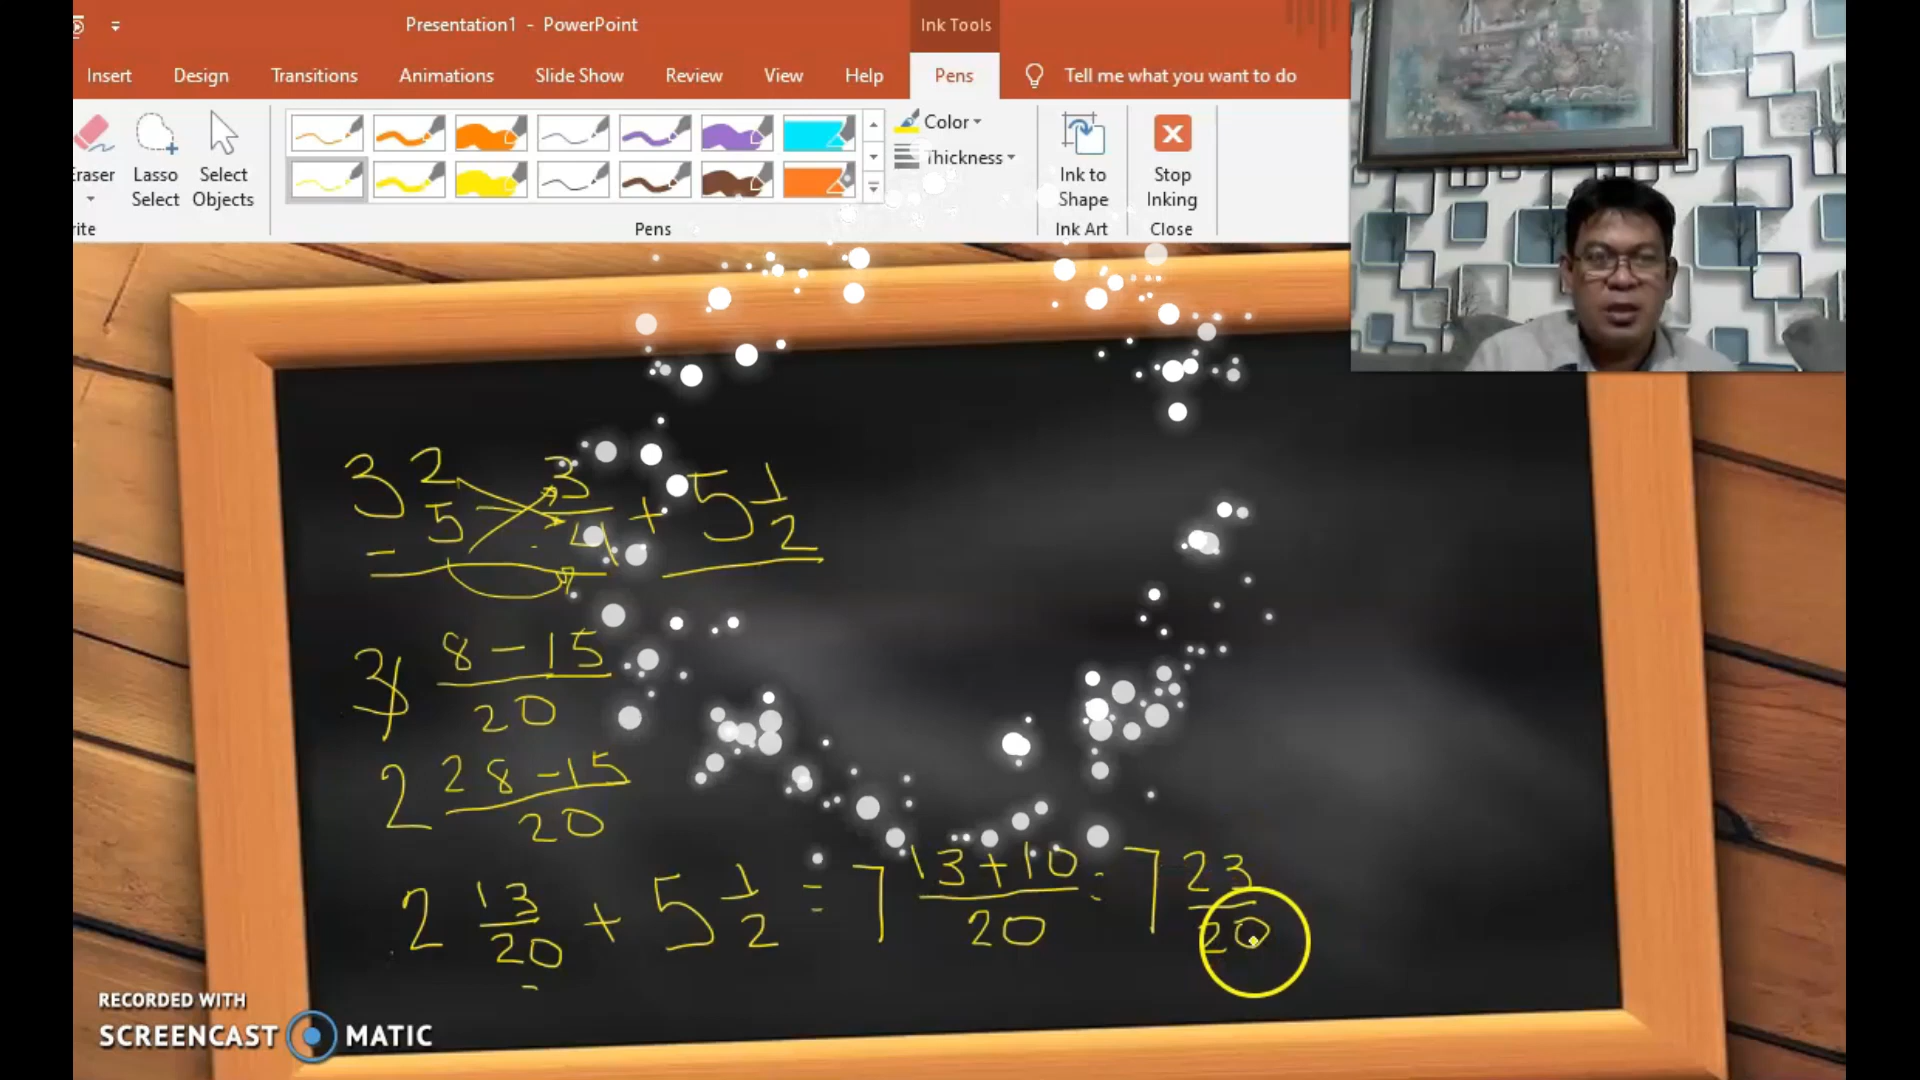 Presentation1 - PowerPoint
Ink Tools
Insert Design Transitions Animations Slide Show Review View Help Pens Tell me what you want to do
Eraser
Lasso Select
Select Objects
Color
Thickness
Ink to Shape
Stop Inking
rite
Pens
Ink Art
Close
3 2/5 - 3/4 + 5 1/2
3 8-15/20
2 28-15/20
2 13/20 + 5 1/2 = 7 13+10/20 = 7 23/20
RECORDED WITH
SCREENCAST MATIC